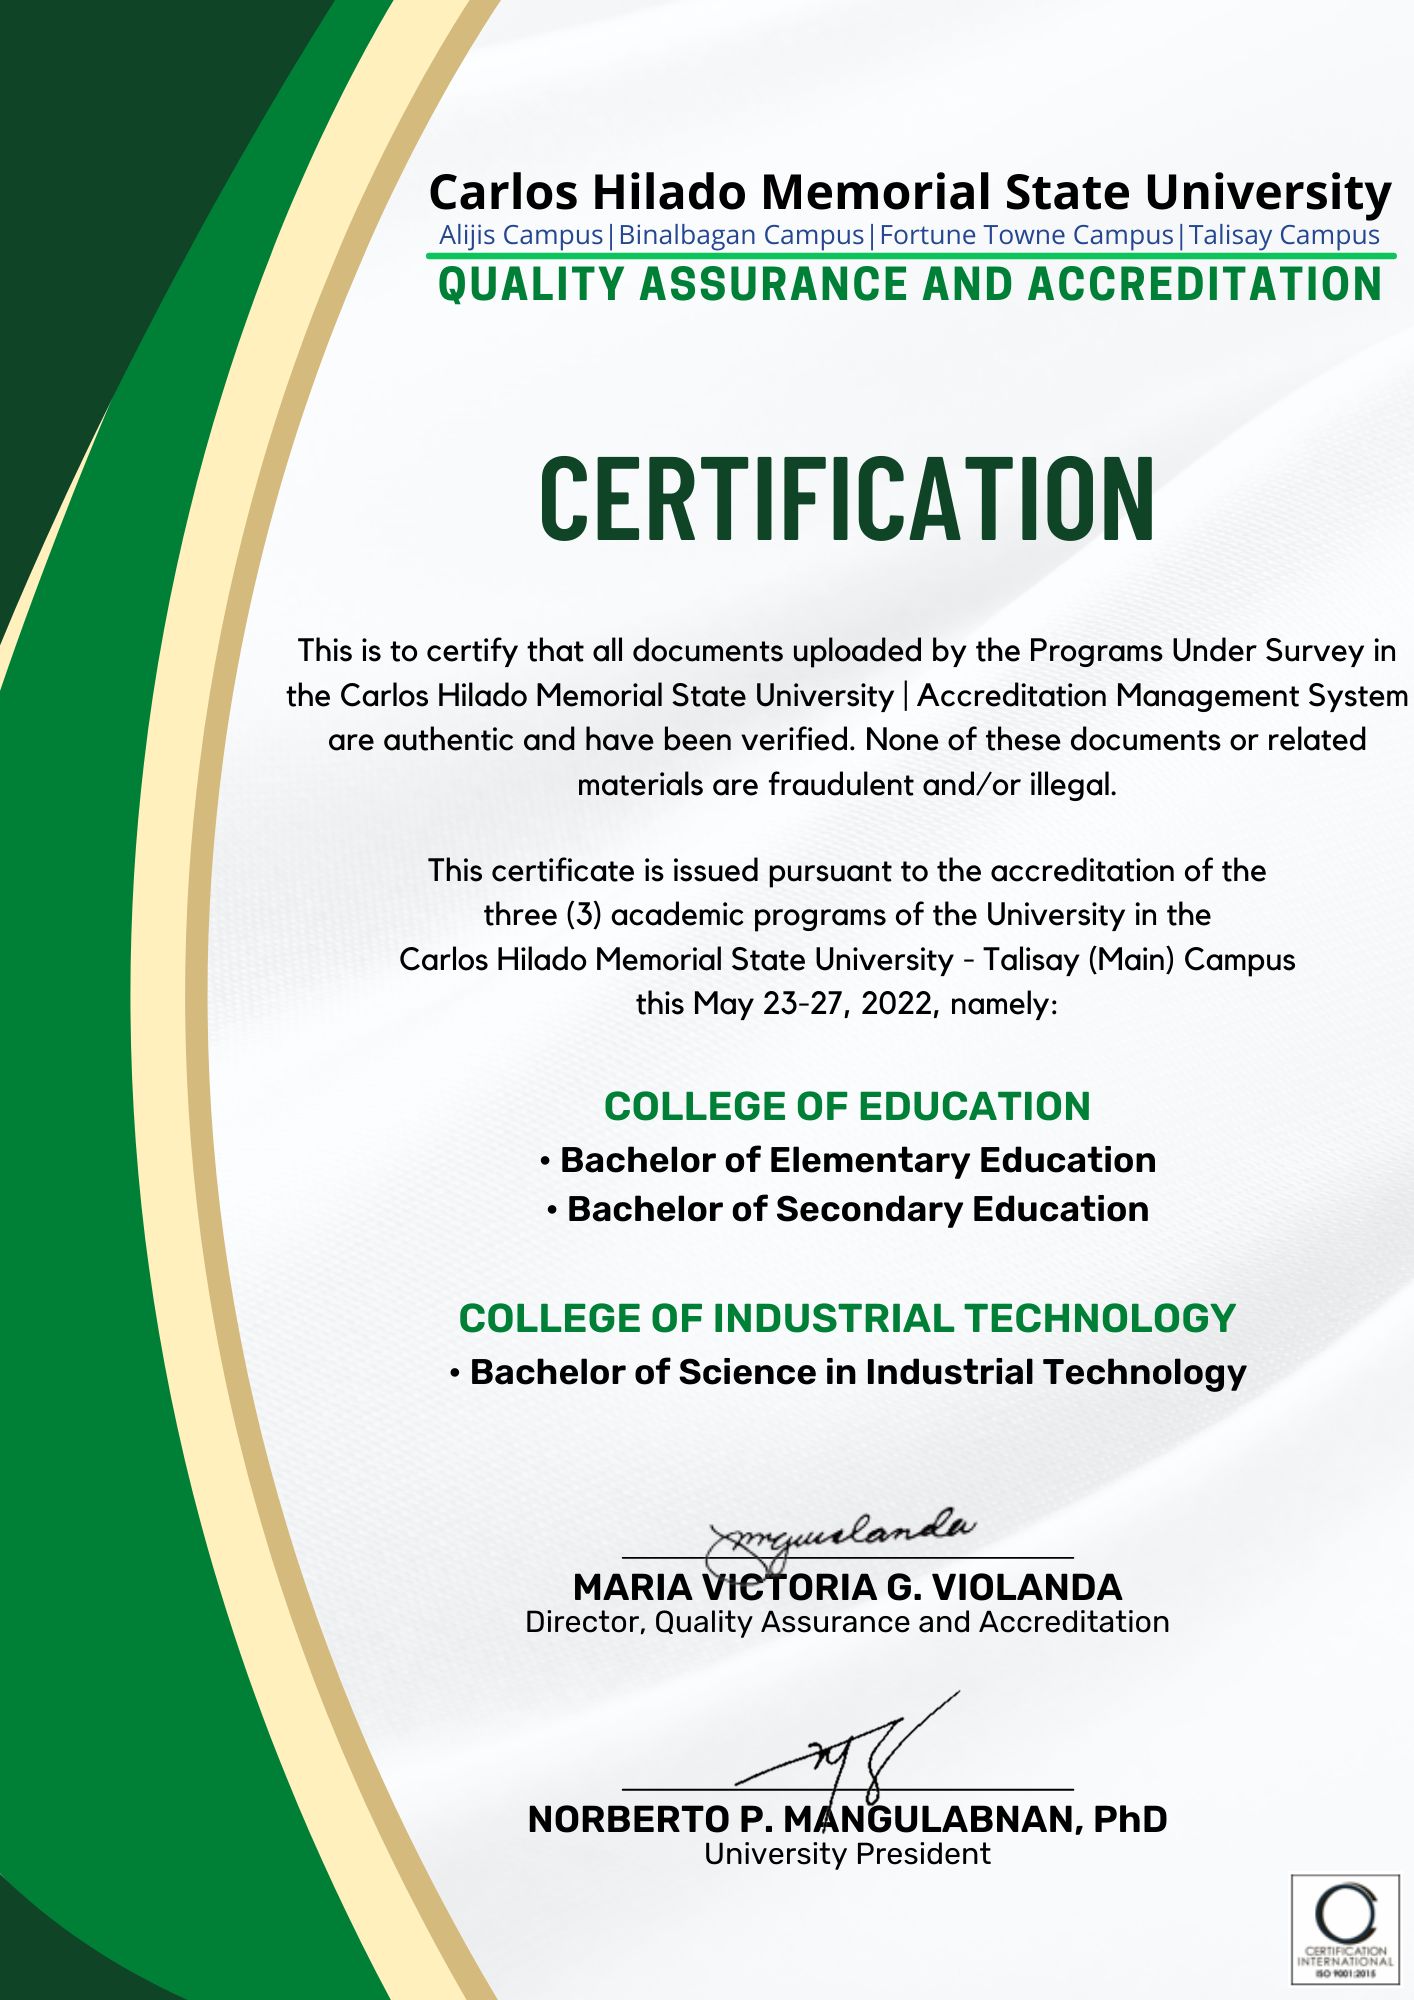 Carlos Hilado Memorial State University
Alijis Campus|Binalbagan Campus|Fortune Towne Campus|Talisay Campus
QUALITY ASSURANCE AND ACCREDITATION
CERTIFICATION
This is to certify that all documents uploaded by the Programs Under Survey in
the Carlos Hilado Memorial State University | Accreditation Management System
are authentic and have been verified. None of these documents or related
materials are fraudulent and/or illegal.
This certificate is issued pursuant to the accreditation of the
three (3) academic programs of the University in the
Carlos Hilado Memorial State University - Talisay (Main) Campus
this May 23-27, 2022, namely:
COLLEGE OF EDUCATION
• Bachelor of Elementary Education
• Bachelor of Secondary Education
COLLEGE OF INDUSTRIAL TECHNOLOGY
• Bachelor of Science in Industrial Technology
MARIA VICTORIA G. VIOLANDA
Director, Quality Assurance and Accreditation
NORBERTO P. MANGULABNAN, PhD
University President
CERTIFICATION
INTERNATIONAL
ISO 9001:2015